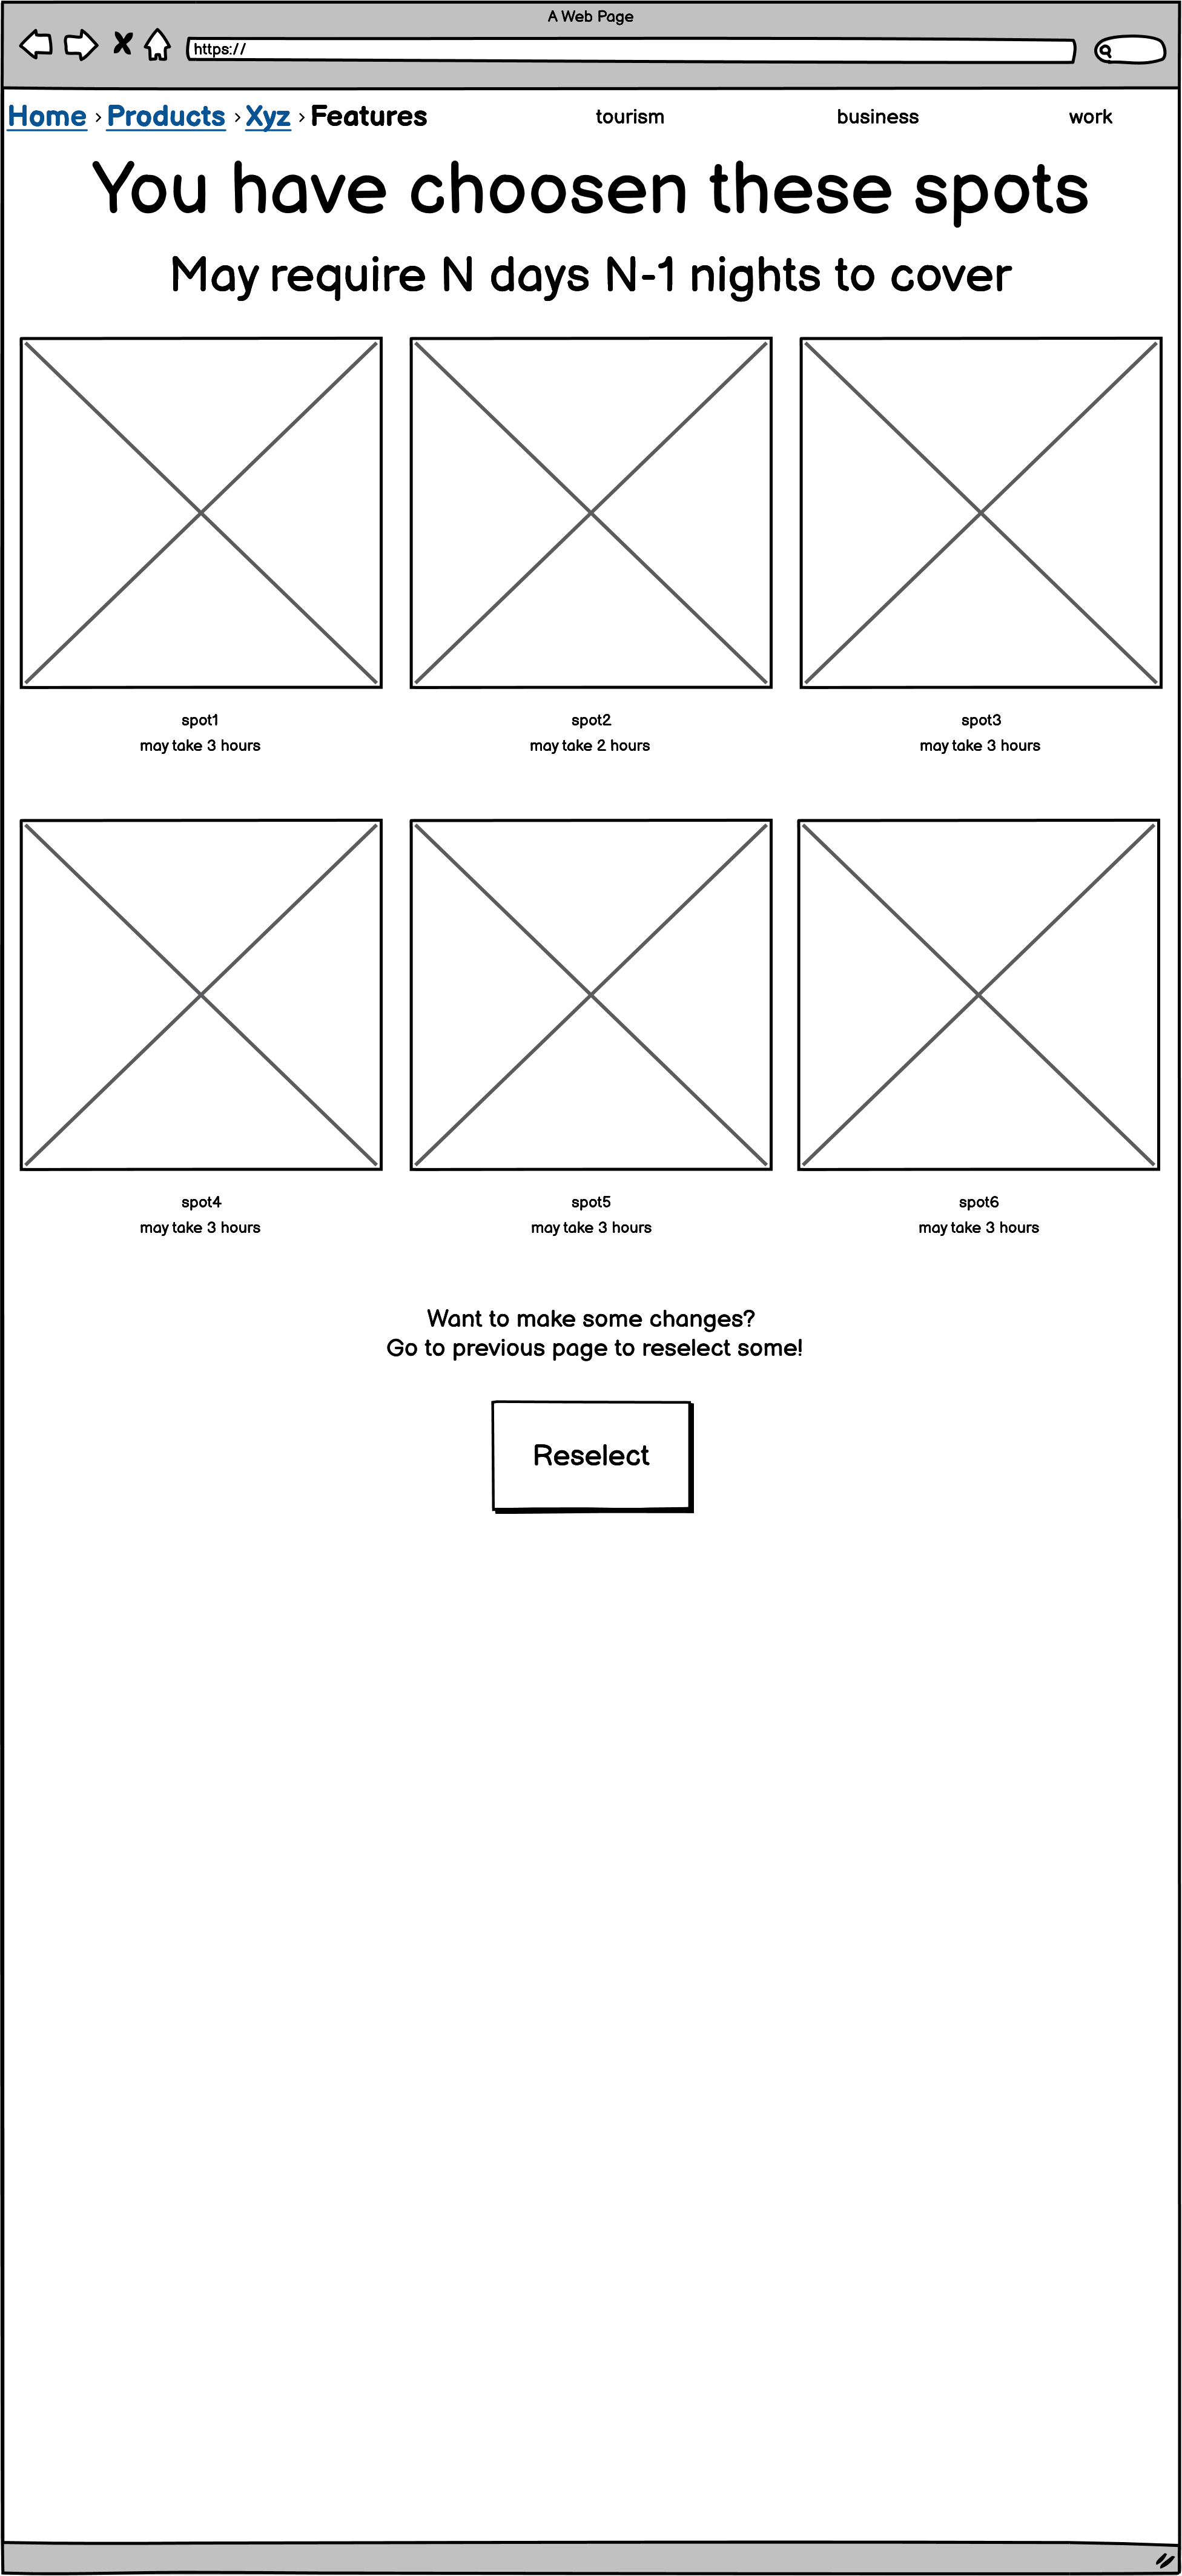 A Web Page
https://
Home › Products › Xyz › Features tourism business work
You have choosen these spots
May require N days N-1 nights to cover
spot1 spot2 spot3
may take 3 hours may take 2 hours may take 3 hours
spot4 spot5 spot6
may take 3 hours may take 3 hours may take 3 hours
Want to make some changes?
Go to previous page to reselect some!
Reselect